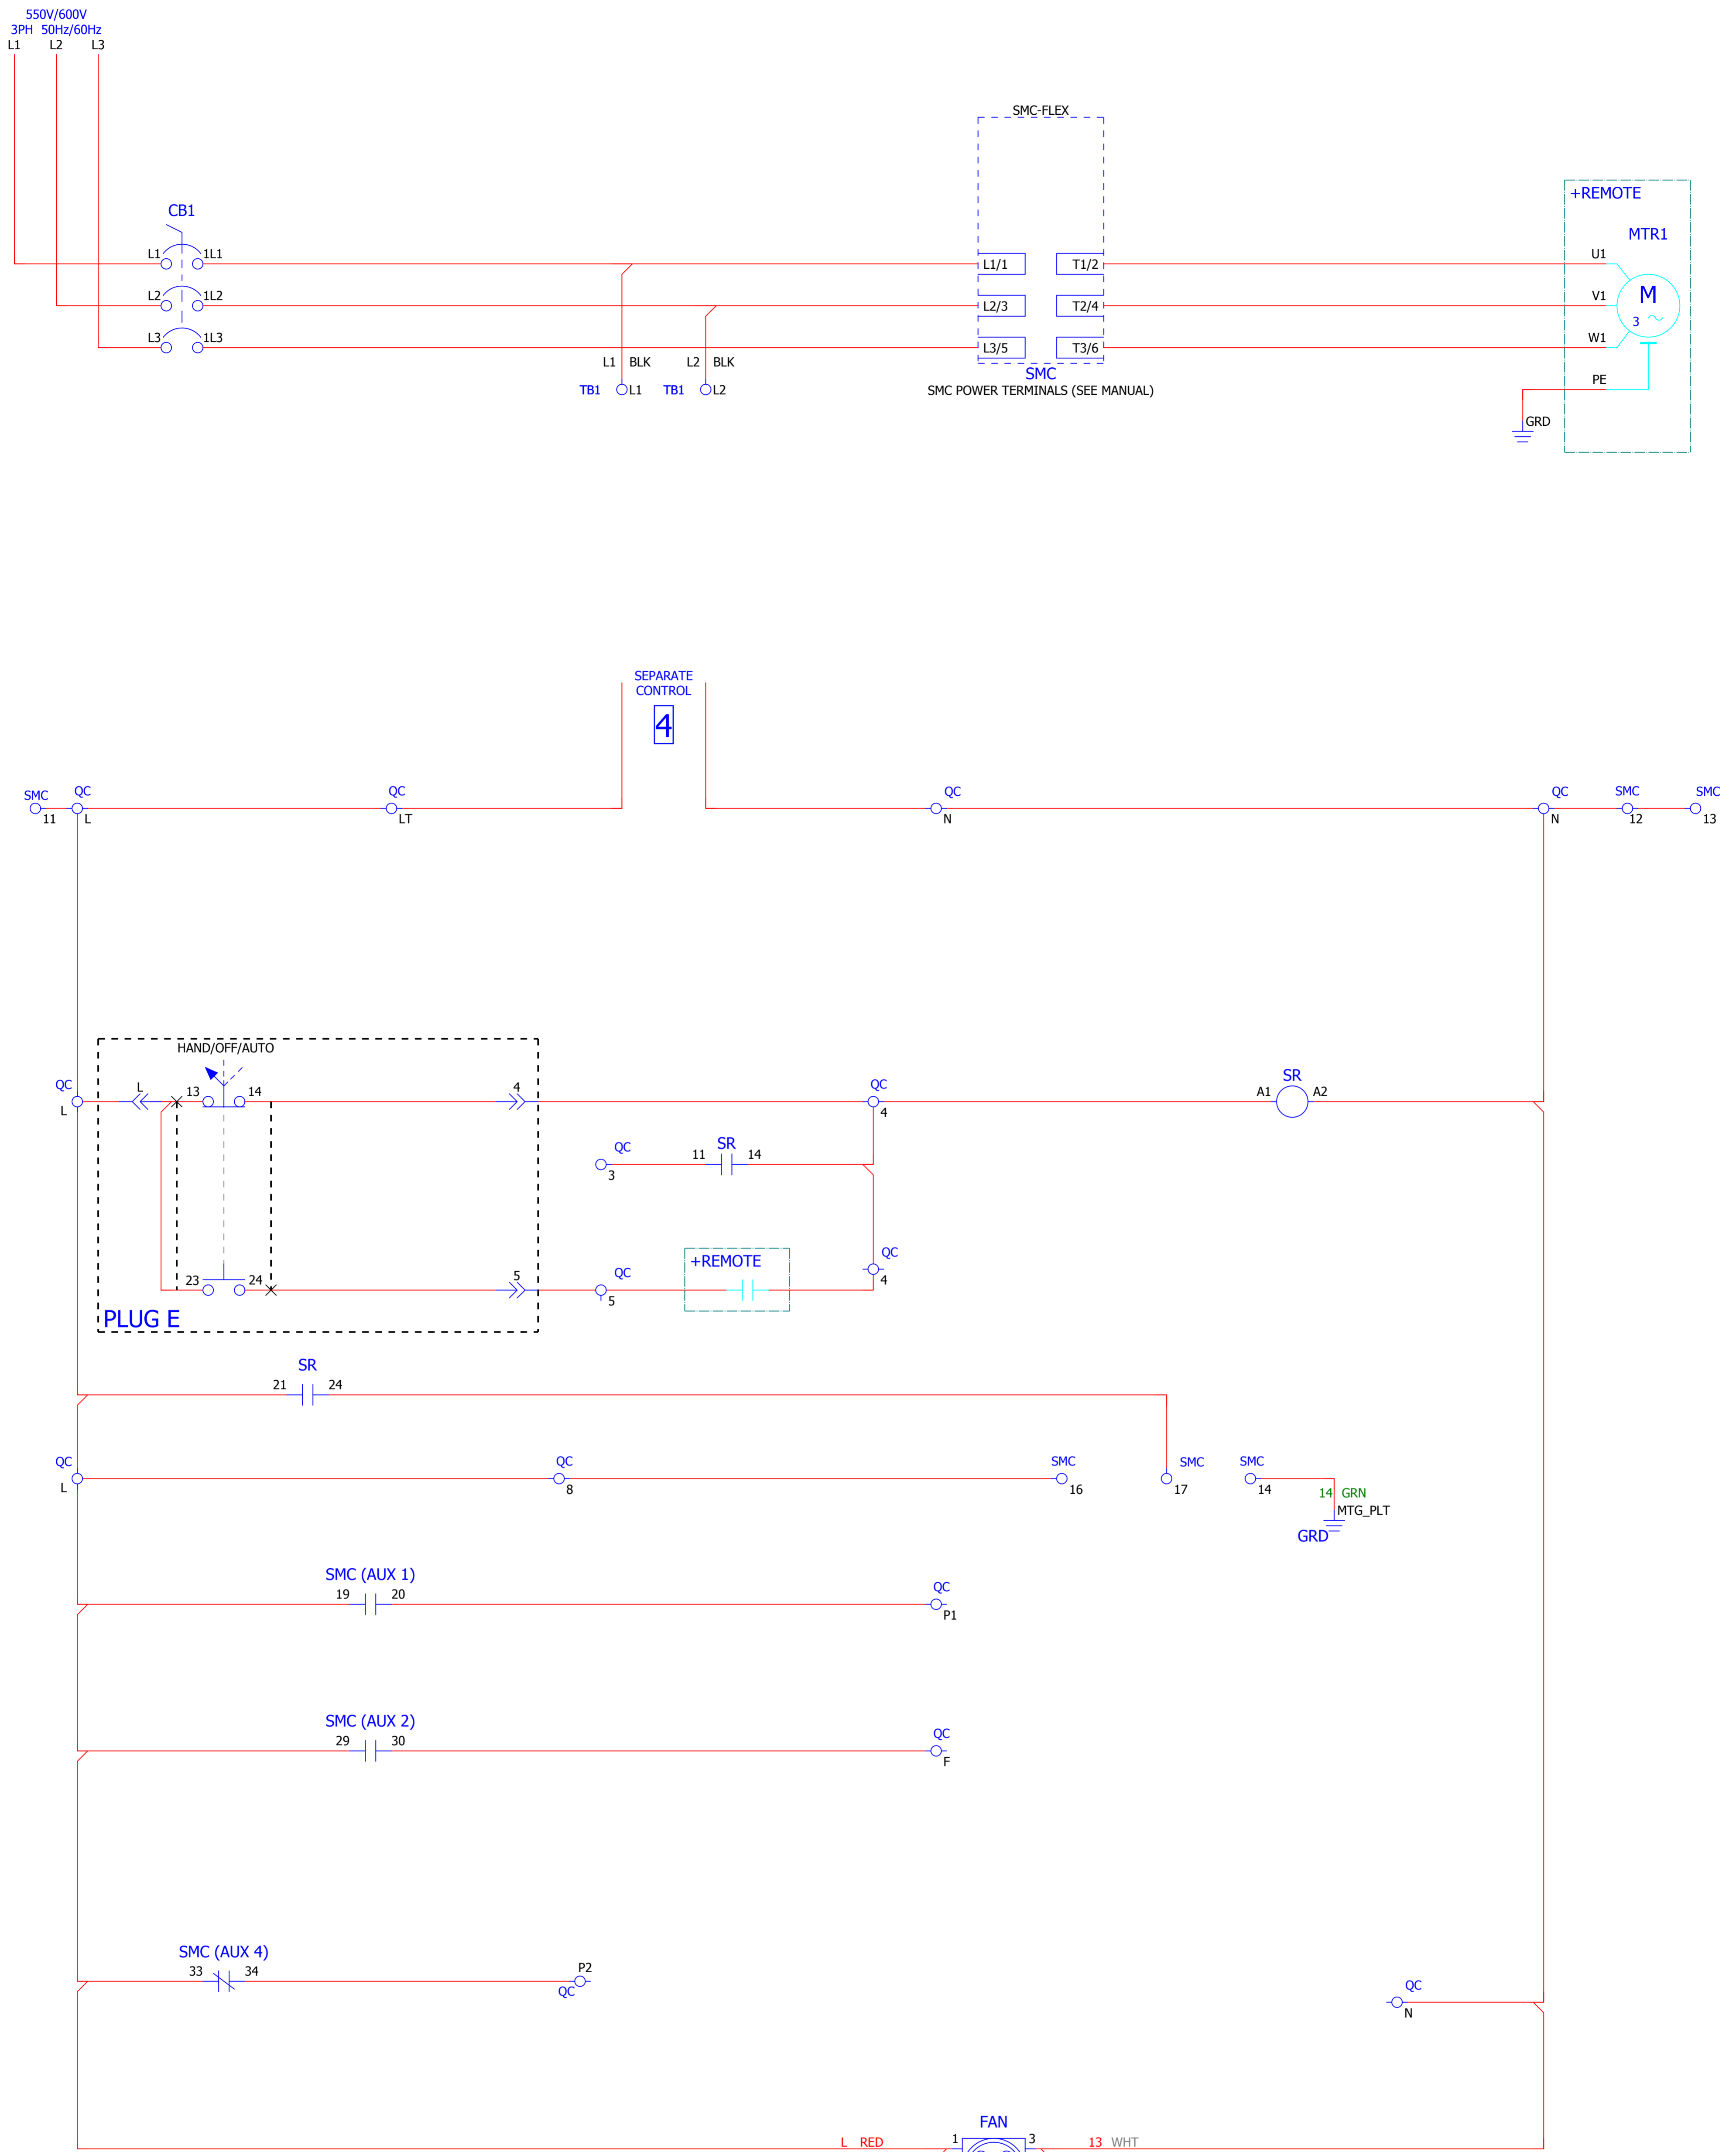 550V/600V
3PH 50Hz/60Hz
L1 L2 L3
SMC-FLEX
+REMOTE
CB1
MTR1
L1 1L1 L1/1 T1/2 U1
L2 1L2 L2/3 T2/4 V1
M
3
L3 1L3 L3/5 T3/6 W1
L1 BLK L2 BLK
SMC
PE
TB1 L1 TB1 L2 SMC POWER TERMINALS (SEE MANUAL)
GRD
SEPARATE
CONTROL
4
SMC QC QC QC QC SMC SMC
11 L LT N N 12 13
HAND/OFF/AUTO
QC L 13 14 4 QC A1 SR A2
L 4
QC 11 SR 14
3
+REMOTE
QC
4
23 24 5 QC
5
PLUG E
SR
21 24
QC QC SMC SMC SMC
L 8 16 17 14
14 GRN
MTG_PLT
GRD
SMC (AUX 1)
19 20 QC
P1
SMC (AUX 2)
29 30 QC
F
SMC (AUX 4)
33 34 P2
QC
QC
N
FAN
L RED 1 3 13 WHT